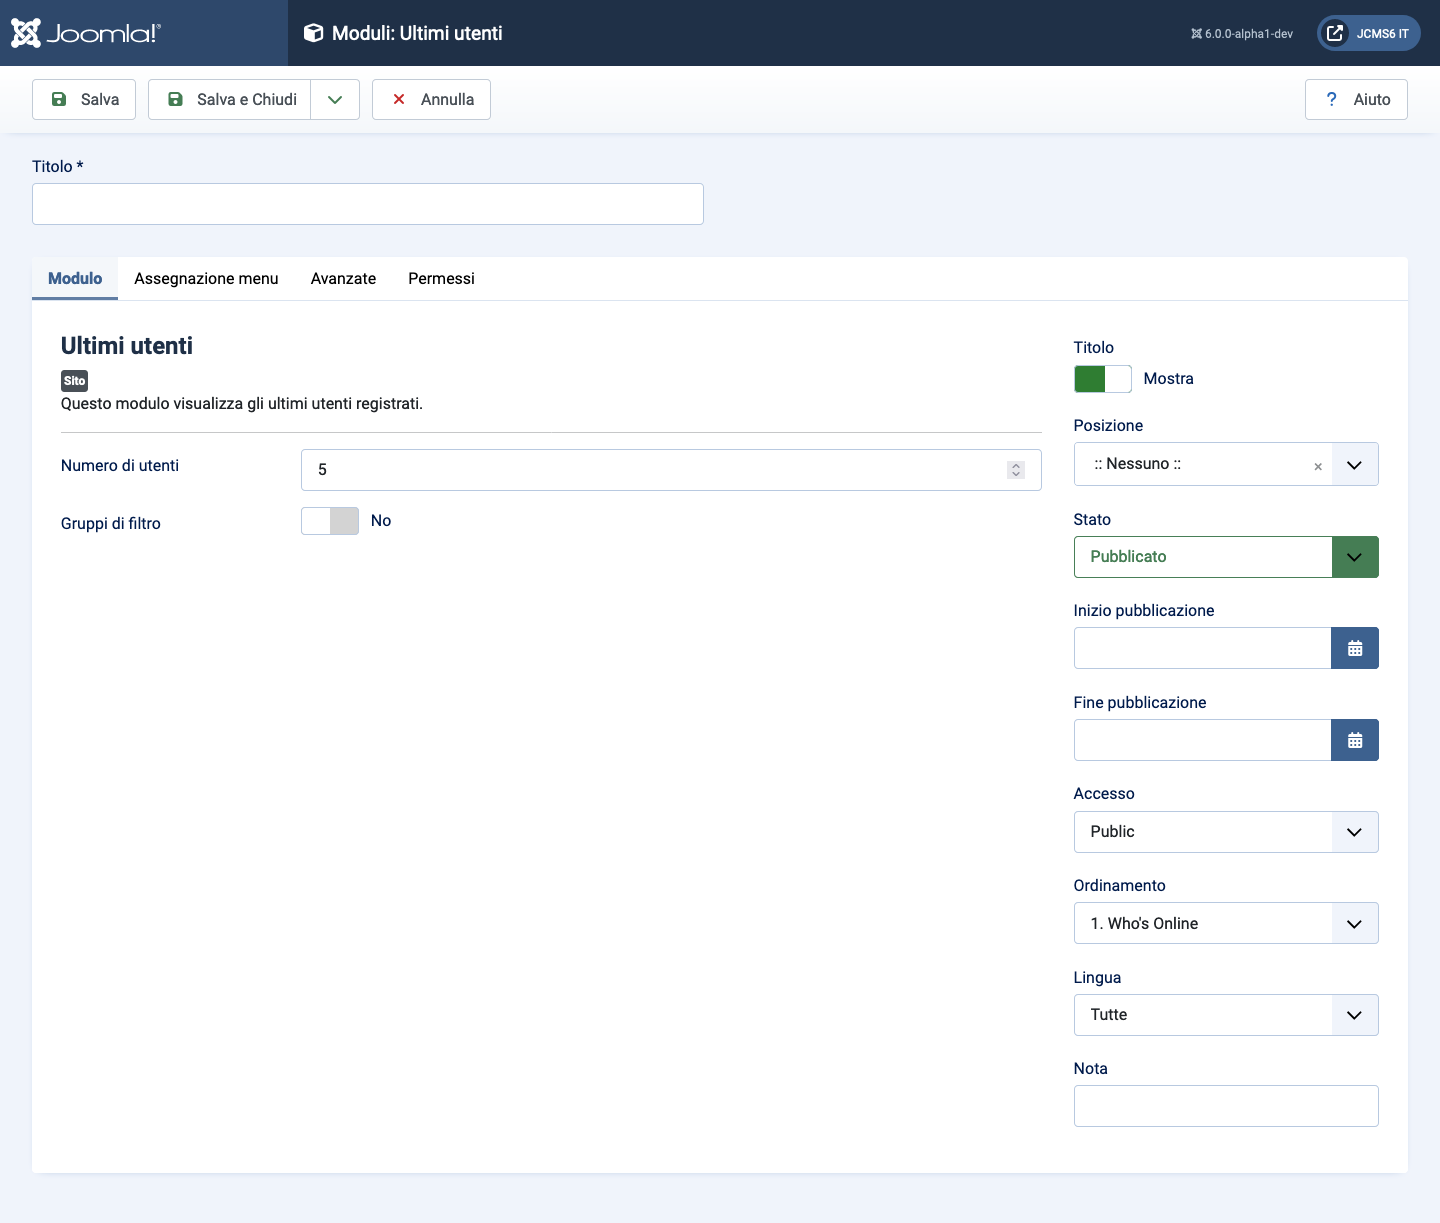 Joomla!®
Moduli: Ultimi utenti
6.0.0-alpha1-dev
JCMS6 IT
Salva
Salva e Chiudi
Annulla
? Aiuto
Titolo *
Modulo
Assegnazione menu
Avanzate
Permessi
Ultimi utenti
Sito
Questo modulo visualizza gli ultimi utenti registrati.
Numero di utenti
5
Gruppi di filtro
No
Titolo
Mostra
Posizione
:: Nessuno ::
×
Stato
Pubblicato
Inizio pubblicazione
Fine pubblicazione
Accesso
Public
Ordinamento
1. Who's Online
Lingua
Tutte
Nota